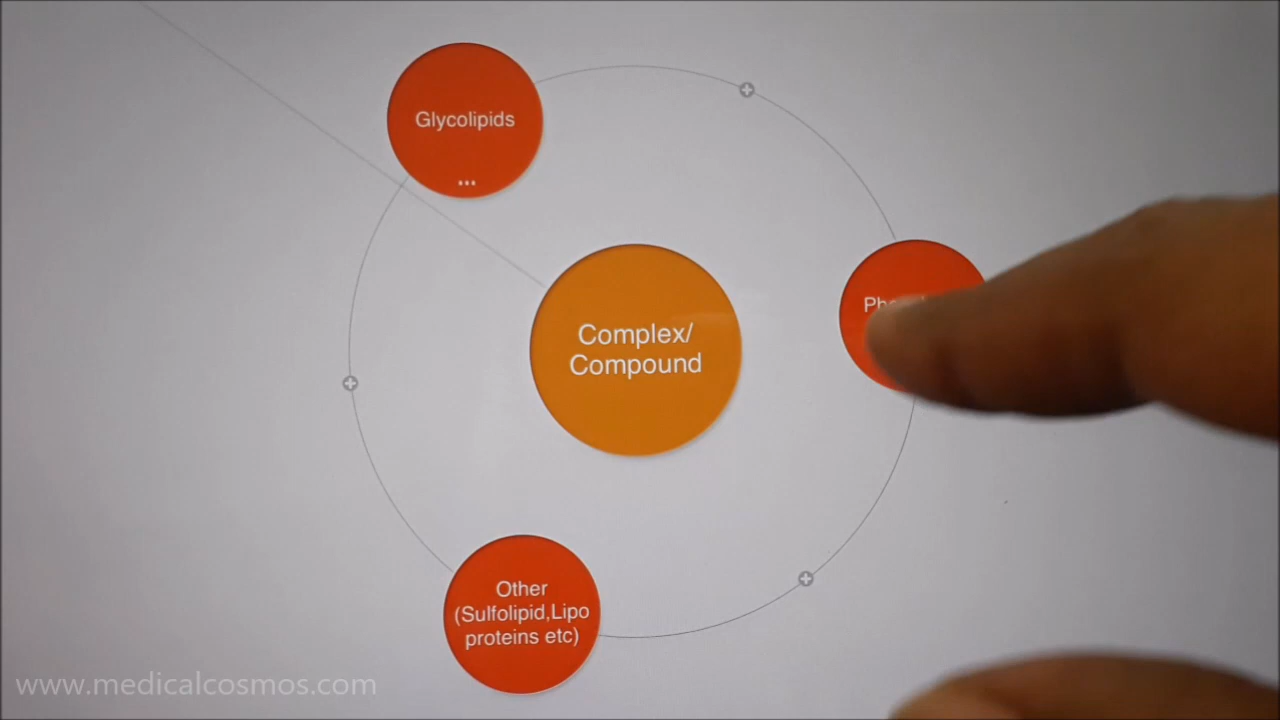 Glycolipids
...
Complex/
Compound
Other
(Sulfolipid,Lipo
proteins etc)
www.medicalcosmos.com